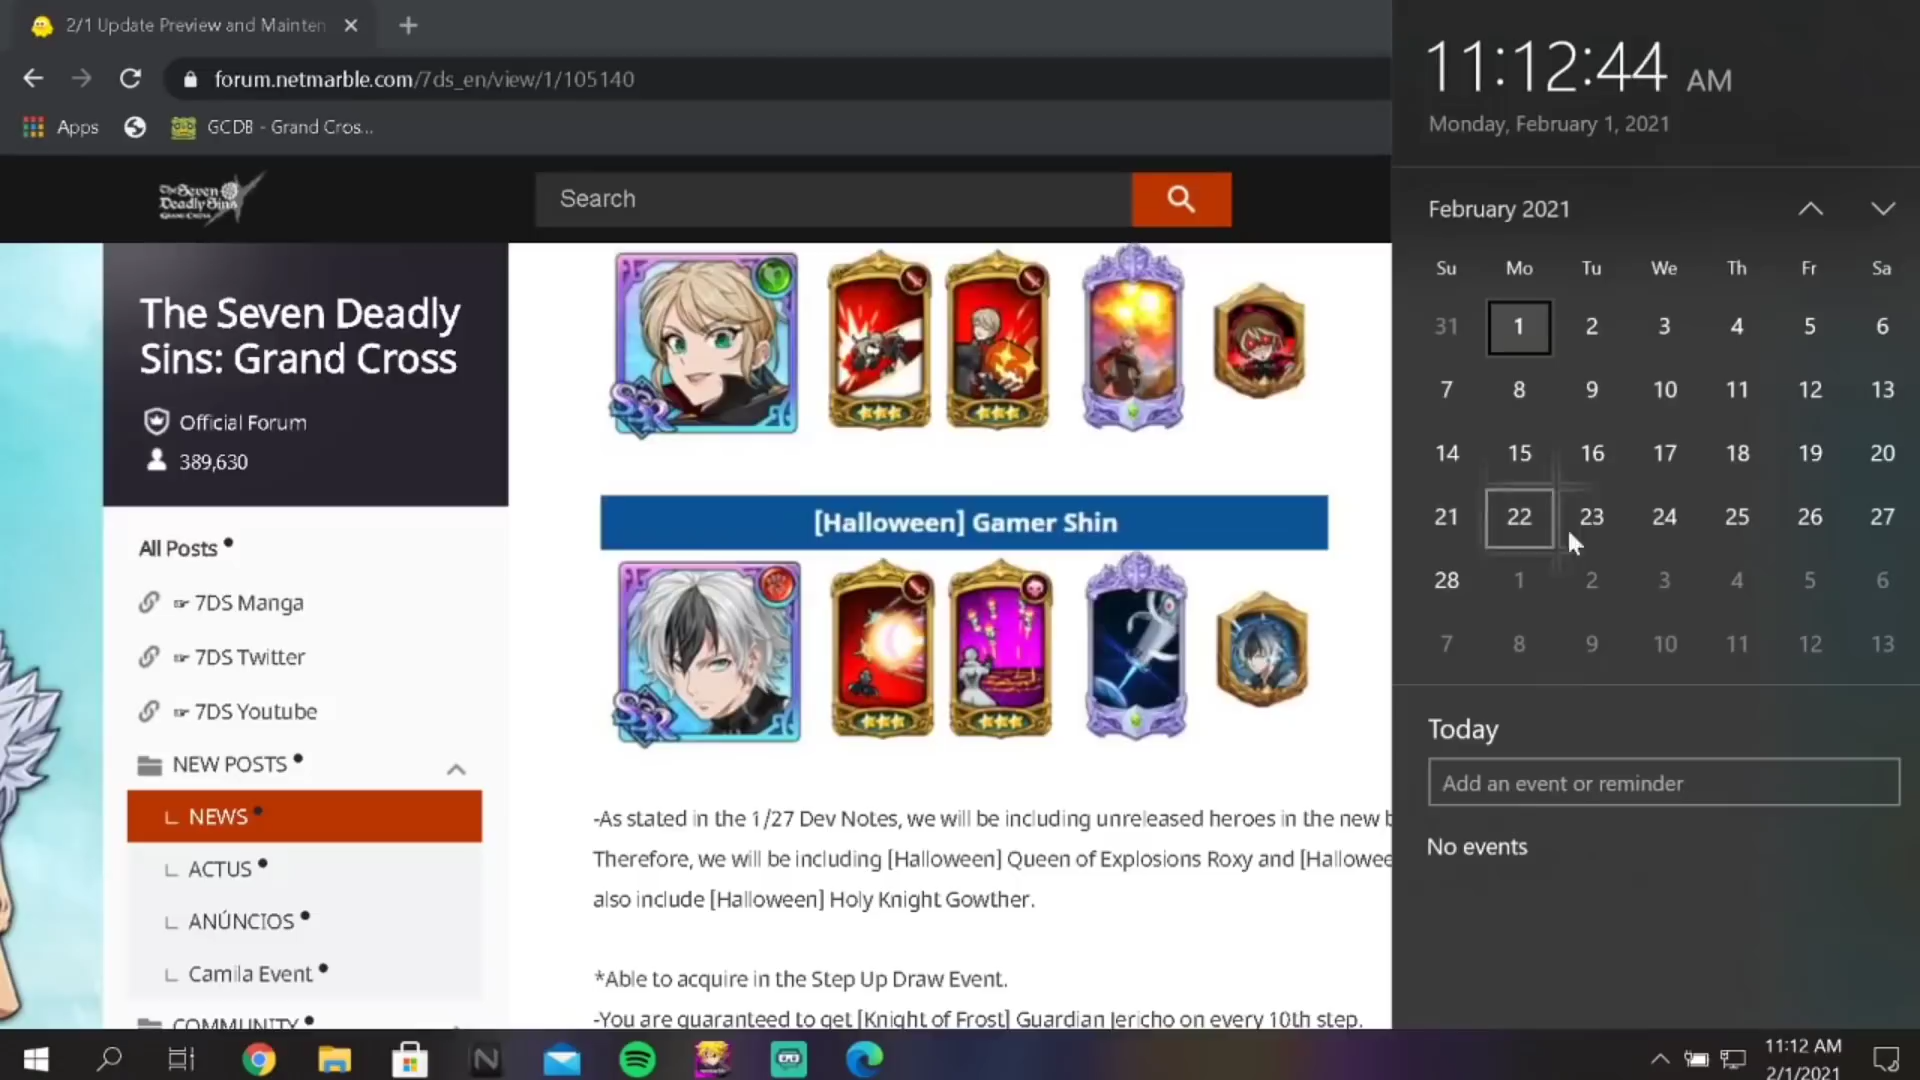 2/1 Update Preview and Mainten
forum.netmarble.com/7ds_en/view/1/105140
Apps
GCDB - Grand Cros...
The Seven
Deadly Sins
GRAND CROSS
Search
The Seven Deadly
Sins: Grand Cross
Official Forum
389,630
All Posts
☞ 7DS Manga
☞ 7DS Twitter
☞ 7DS Youtube
NEW POSTS
NEWS
ACTUS
ANÚNCIOS
Camila Event
COMMUNITY
SSR
[Halloween] Gamer Shin
SSR
-As stated in the 1/27 Dev Notes, we will be including unreleased heroes in the new b
Therefore, we will be including [Halloween] Queen of Explosions Roxy and [Hallowee
also include [Halloween] Holy Knight Gowther.
*Able to acquire in the Step Up Draw Event.
-You are guaranteed to get [Knight of Frost] Guardian Jericho on every 10th step.
11:12:44 AM
Monday, February 1, 2021
February 2021
Su Mo Tu We Th Fr Sa
31 1 2 3 4 5 6
7 8 9 10 11 12 13
14 15 16 17 18 19 20
21 22 23 24 25 26 27
28 1 2 3 4 5 6
7 8 9 10 11 12 13
Today
Add an event or reminder
No events
11:12 AM
2/1/2021